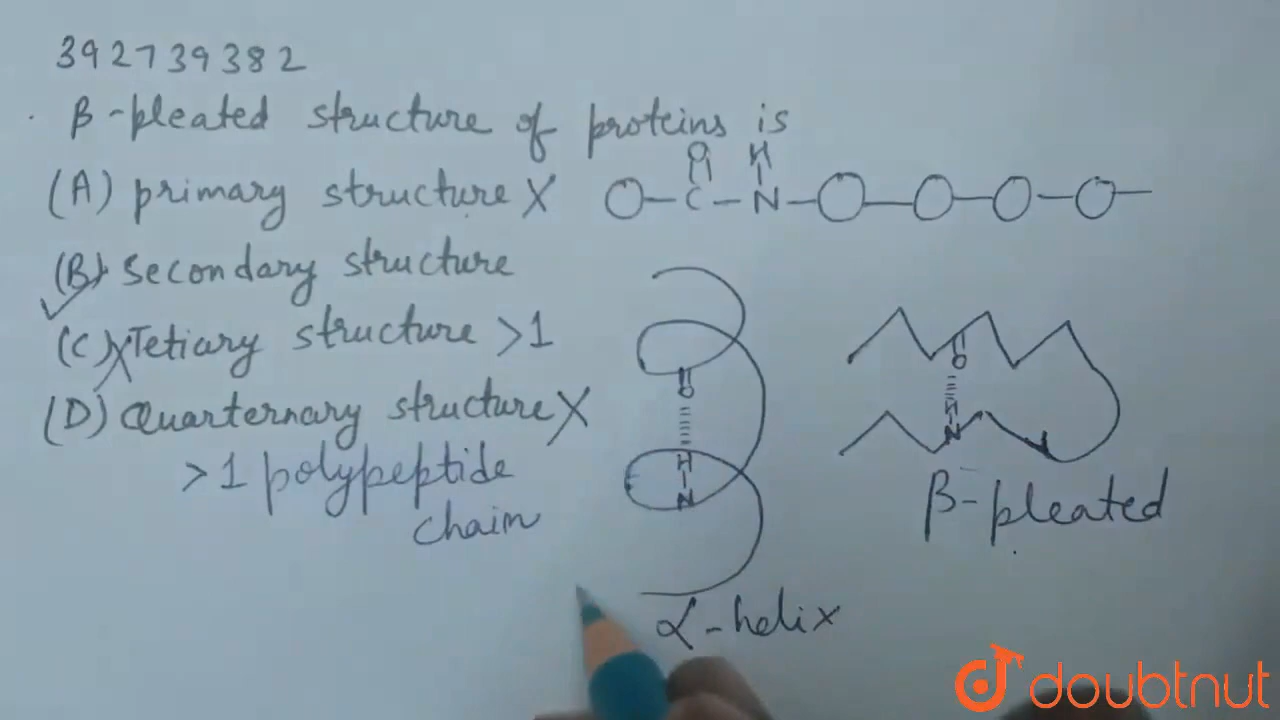 392739382
β-pleated structure of proteins is
(A) primary structure X
O H
C - N
(B) Secondary structure
(C) Tetiary structure >1
(D) Quarternary structure X
>1 polypeptide
chain
O
H
N
α-helix
O
H
N
β-pleated
doubtnut